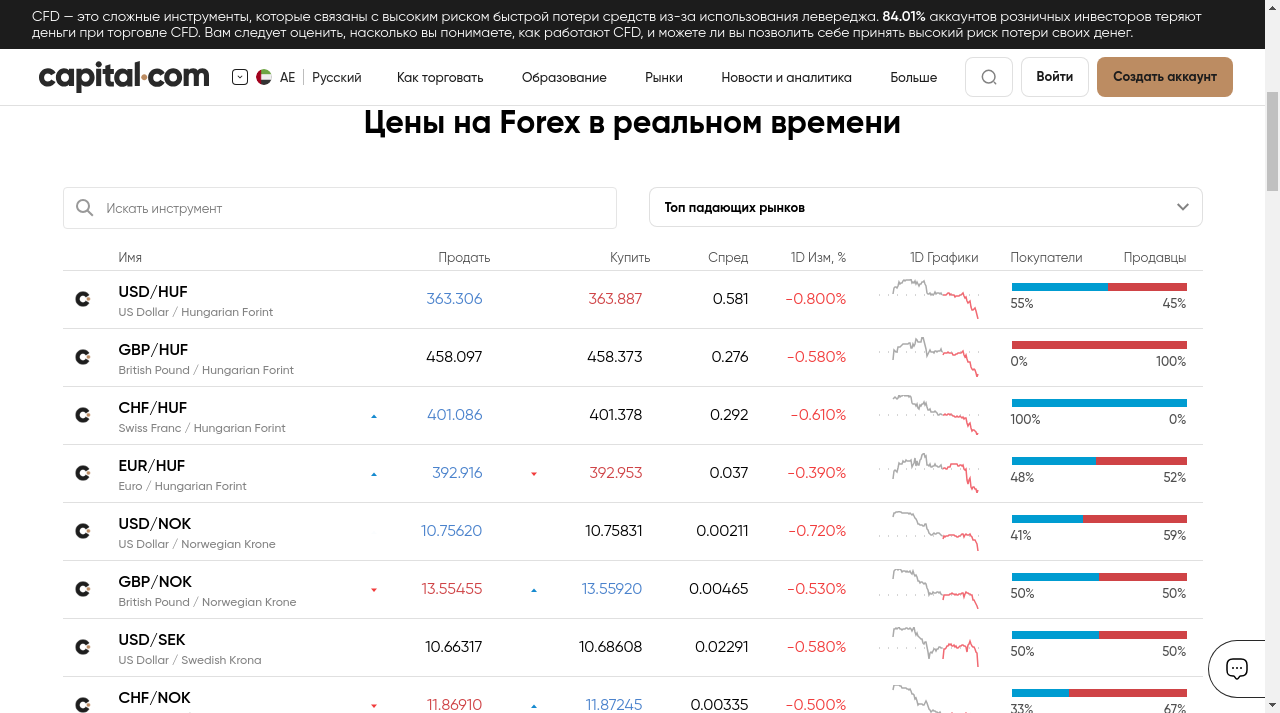 CFD — это сложные инструменты, которые связаны с высоким риском быстрой потери средств из-за использования левереджа. 84.01% аккаунтов розничных инвесторов теряют
деньги при торговле CFD. Вам следует оценить, насколько вы понимаете, как работают CFD, и можете ли вы позволить себе принять высокий риск потери своих денег.
capital.com AE Русский Как торговать Образование Рынки Новости и аналитика Больше Войти Создать аккаунт
Цены на Forex в реальном времени
Искать инструмент Топ падающих рынков
Имя Продать Купить Спред 1D Изм, % 1D Графики Покупатели Продавцы
USD/HUF 363.306 363.887 0.581 -0.800%
US Dollar / Hungarian Forint 55% 45%
GBP/HUF 458.097 458.373 0.276 -0.580%
British Pound / Hungarian Forint 0% 100%
CHF/HUF 401.086 401.378 0.292 -0.610%
Swiss Franc / Hungarian Forint 100% 0%
EUR/HUF 392.916 392.953 0.037 -0.390%
Euro / Hungarian Forint 48% 52%
USD/NOK 10.75620 10.75831 0.00211 -0.720%
US Dollar / Norwegian Krone 41% 59%
GBP/NOK 13.55455 13.55920 0.00465 -0.530%
British Pound / Norwegian Krone 50% 50%
USD/SEK 10.66317 10.68608 0.02291 -0.580%
US Dollar / Swedish Krona 50% 50%
CHF/NOK 11.86910 11.87245 0.00335 -0.500%
33% 67%